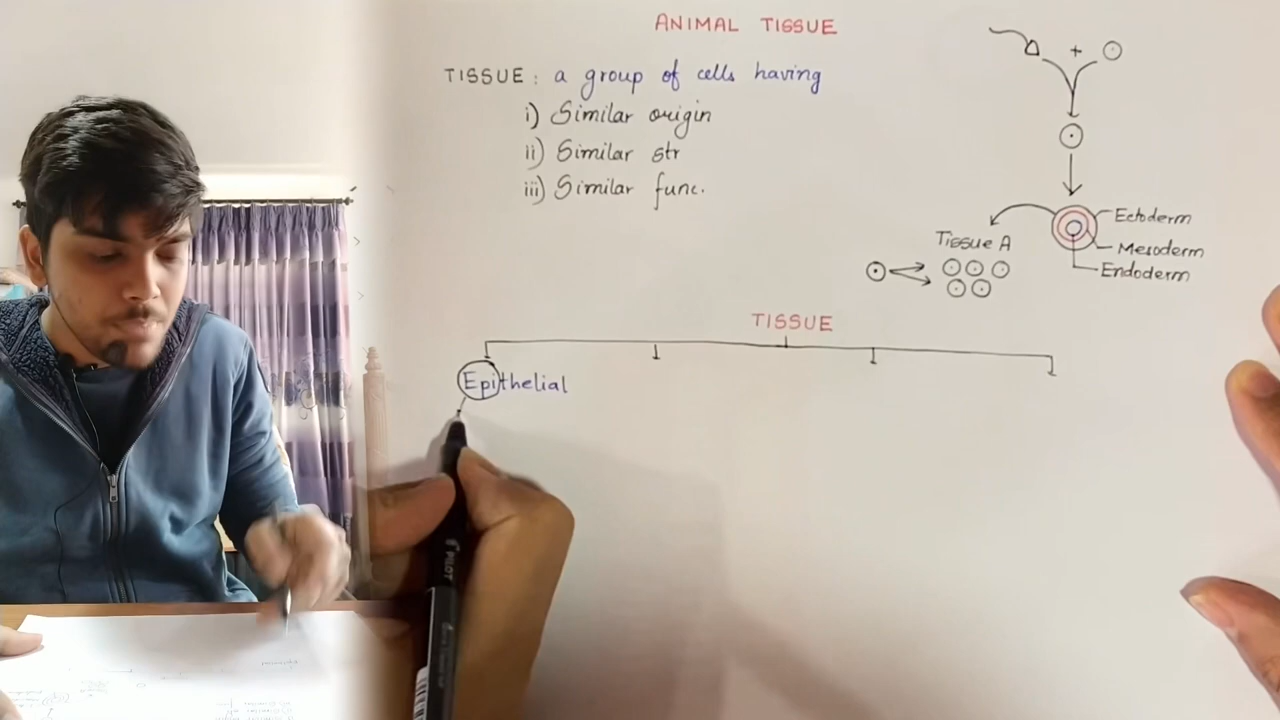 ANIMAL TISSUE
TISSUE: a group of cells having
i) Similar origin
ii) Similar str
iii) Similar func.
+
Ectoderm
Mesoderm
Endoderm
Tissue A
TISSUE
Epithelial
PILOT